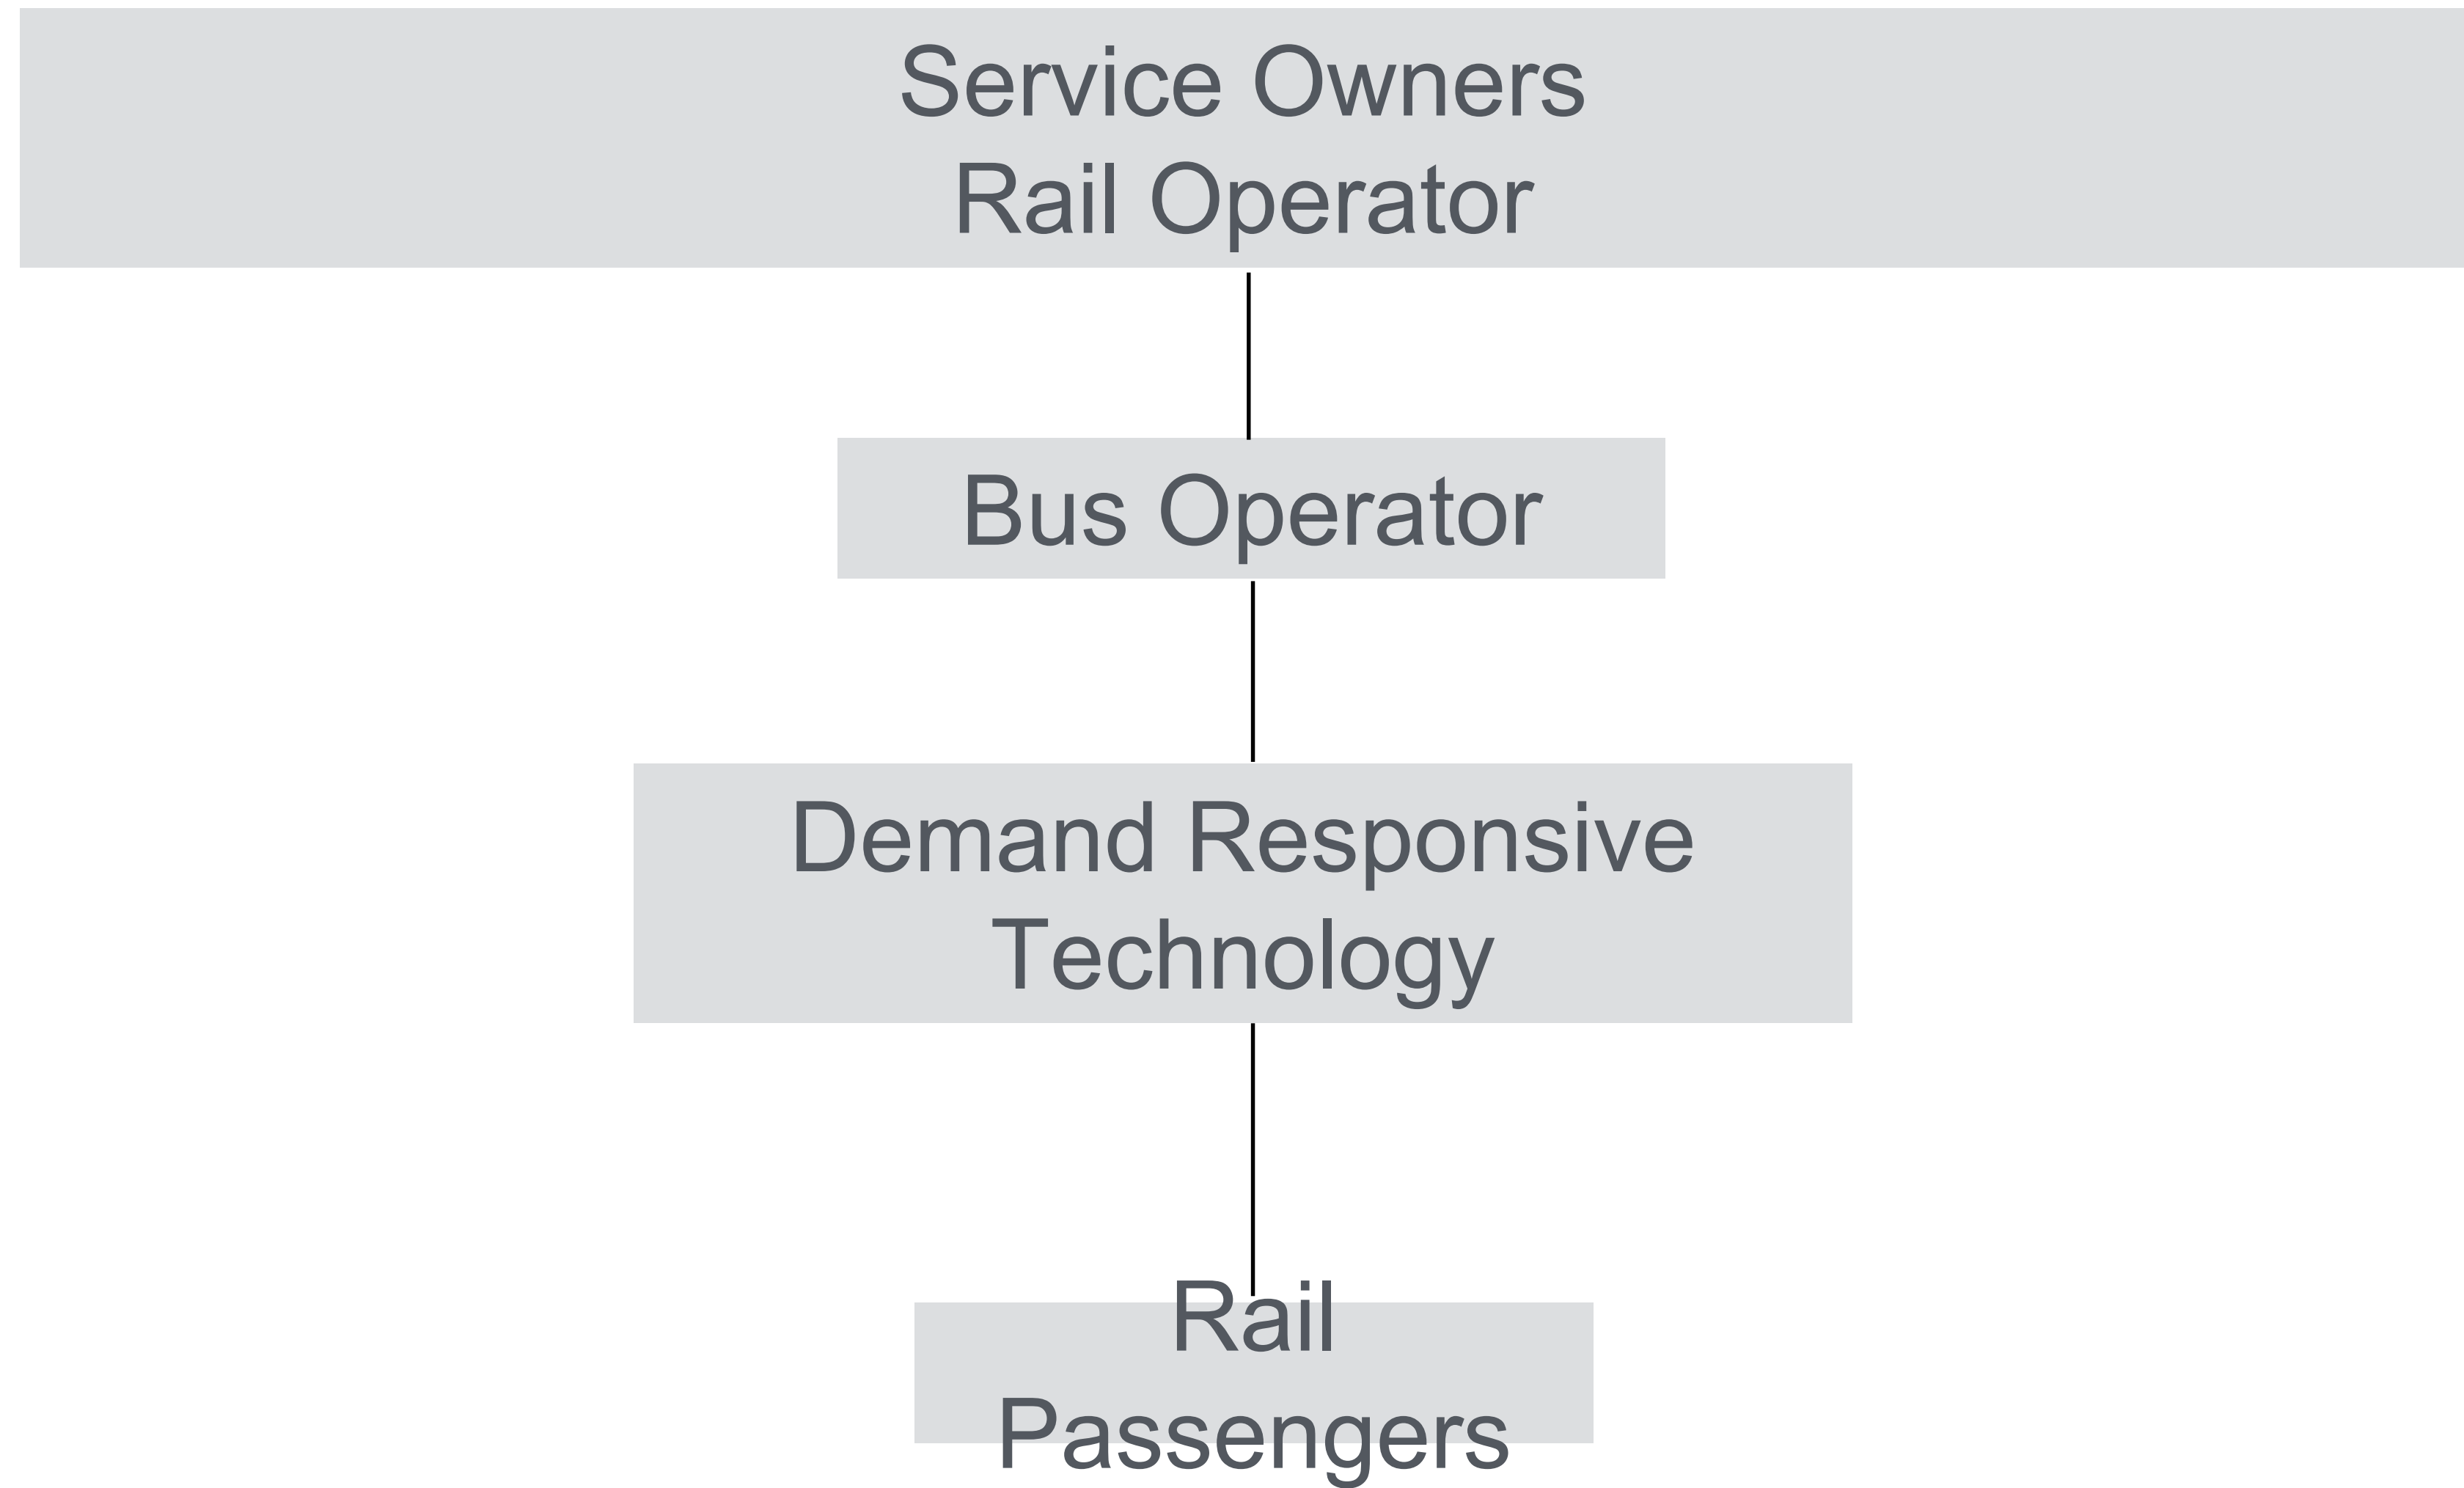 Service Owners
Rail Operator
Bus Operator
Demand Responsive
Technology
Rail
Passengers